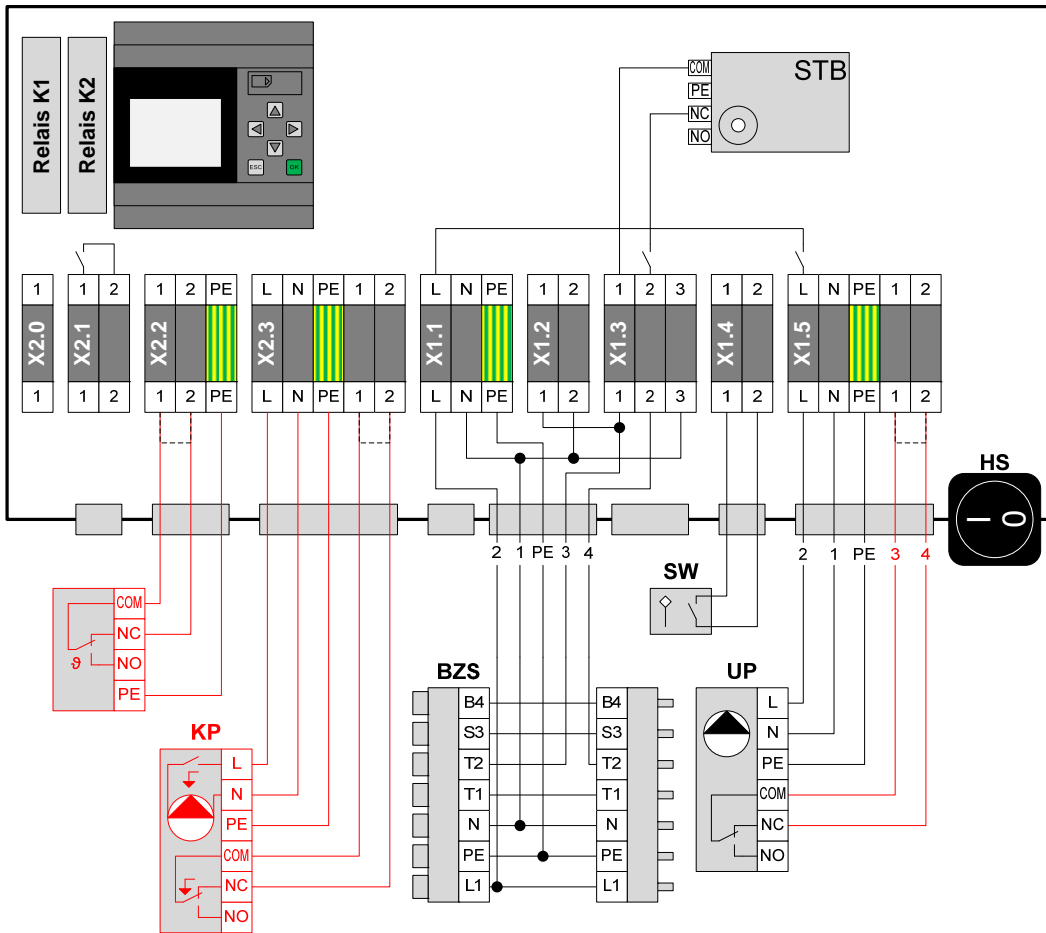 Relais K1
Relais K2
ESC
OK
STB
COM
PE
NC
NO
1
1 2
1 2 PE
L N PE 1 2
L N PE
1 2
1 2 3
1 2
L N PE 1 2
X2.0
X2.1
X2.2
X2.3
X1.1
X1.2
X1.3
X1.4
X1.5
1
1 2
1 2 PE
L N PE 1 2
L N PE
1 2
1 2 3
1 2
L N PE 1 2
HS
I 0
2 1 PE 3 4
2 1 PE 3 4
SW
COM
NC
NO
PE
ϑ
KP
L
N
PE
COM
NC
NO
BZS
B4 B4
S3 S3
T2 T2
T1 T1
N N
PE PE
L1 L1
UP
L
N
PE
COM
NC
NO